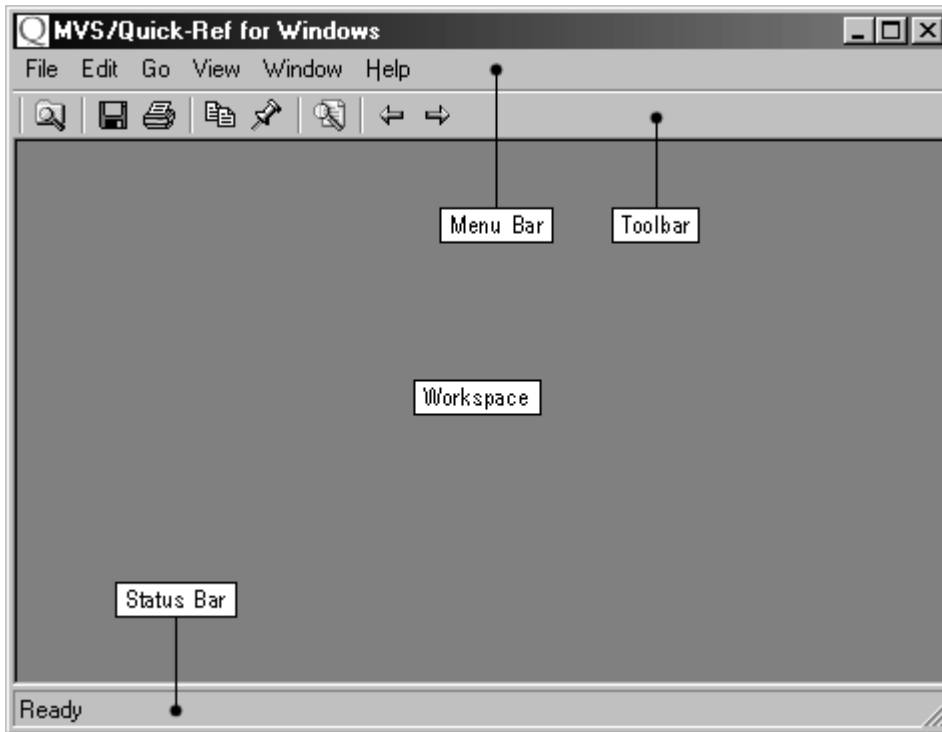 MVS/Quick-Ref for Windows
File Edit Go View Window Help
Menu Bar
Toolbar
Workspace
Status Bar
Ready